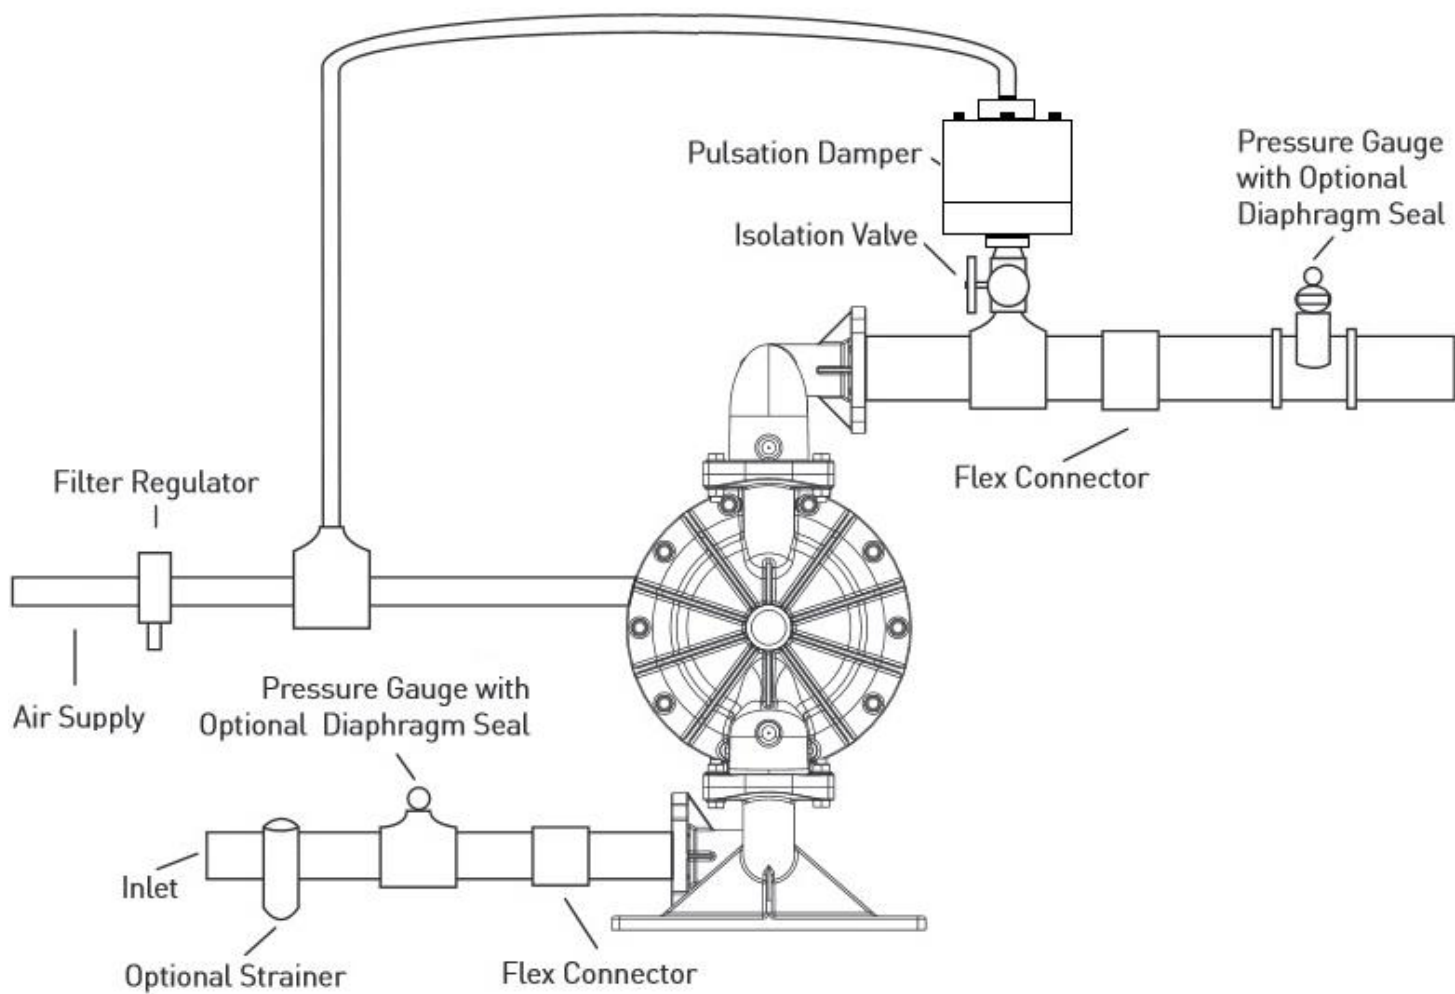 Pulsation Damper
Pressure Gauge
with Optional
Diaphragm Seal
Isolation Valve
Flex Connector
Filter Regulator
Air Supply
Pressure Gauge with
Optional Diaphragm Seal
Inlet
Optional Strainer
Flex Connector